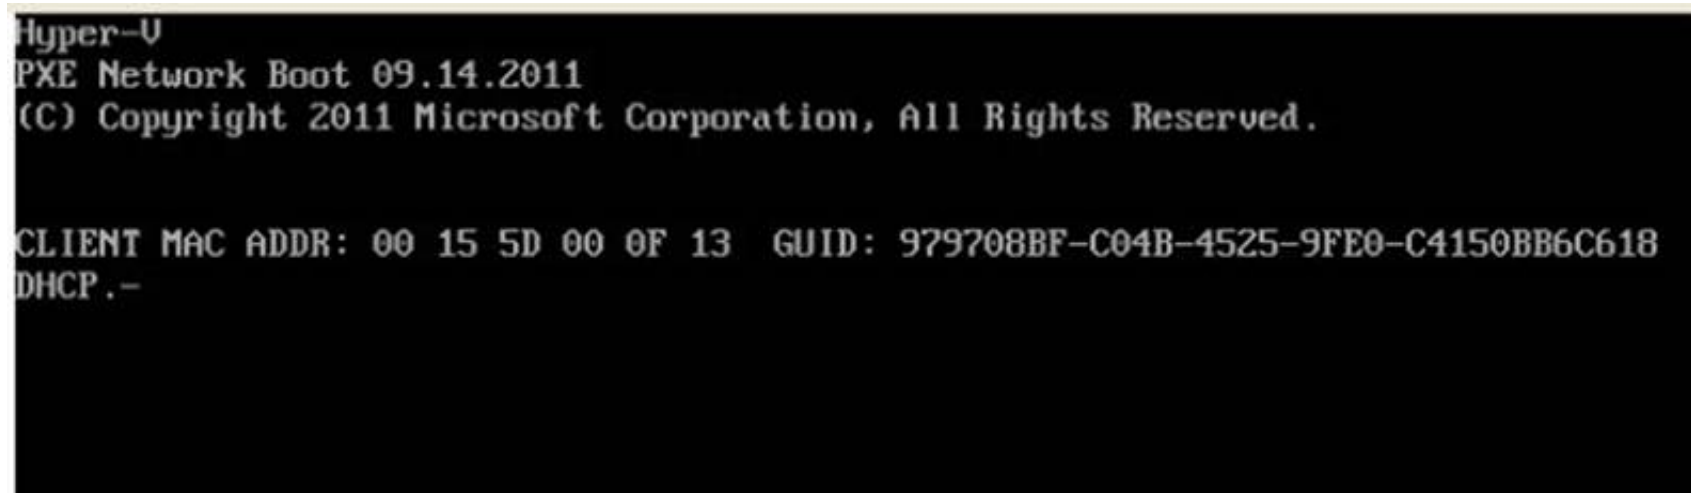 Hyper-V
PXE Network Boot 09.14.2011
(C) Copyright 2011 Microsoft Corporation, All Rights Reserved.
CLIENT MAC ADDR: 00 15 5D 00 0F 13  GUID: 979708BF-C04B-4525-9FE0-C4150BB6C618
DHCP.-